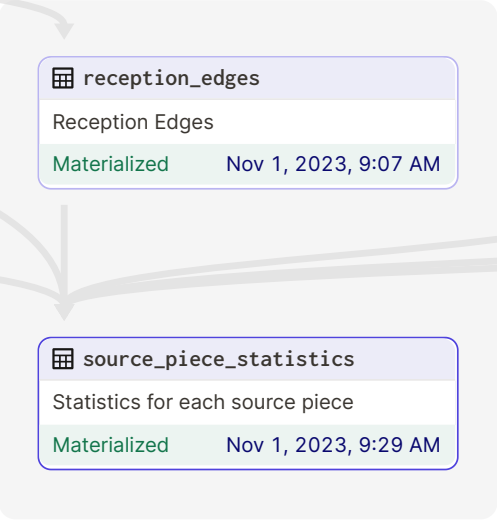 reception_edges
Reception Edges
Materialized Nov 1, 2023, 9:07 AM
source_piece_statistics
Statistics for each source piece
Materialized Nov 1, 2023, 9:29 AM